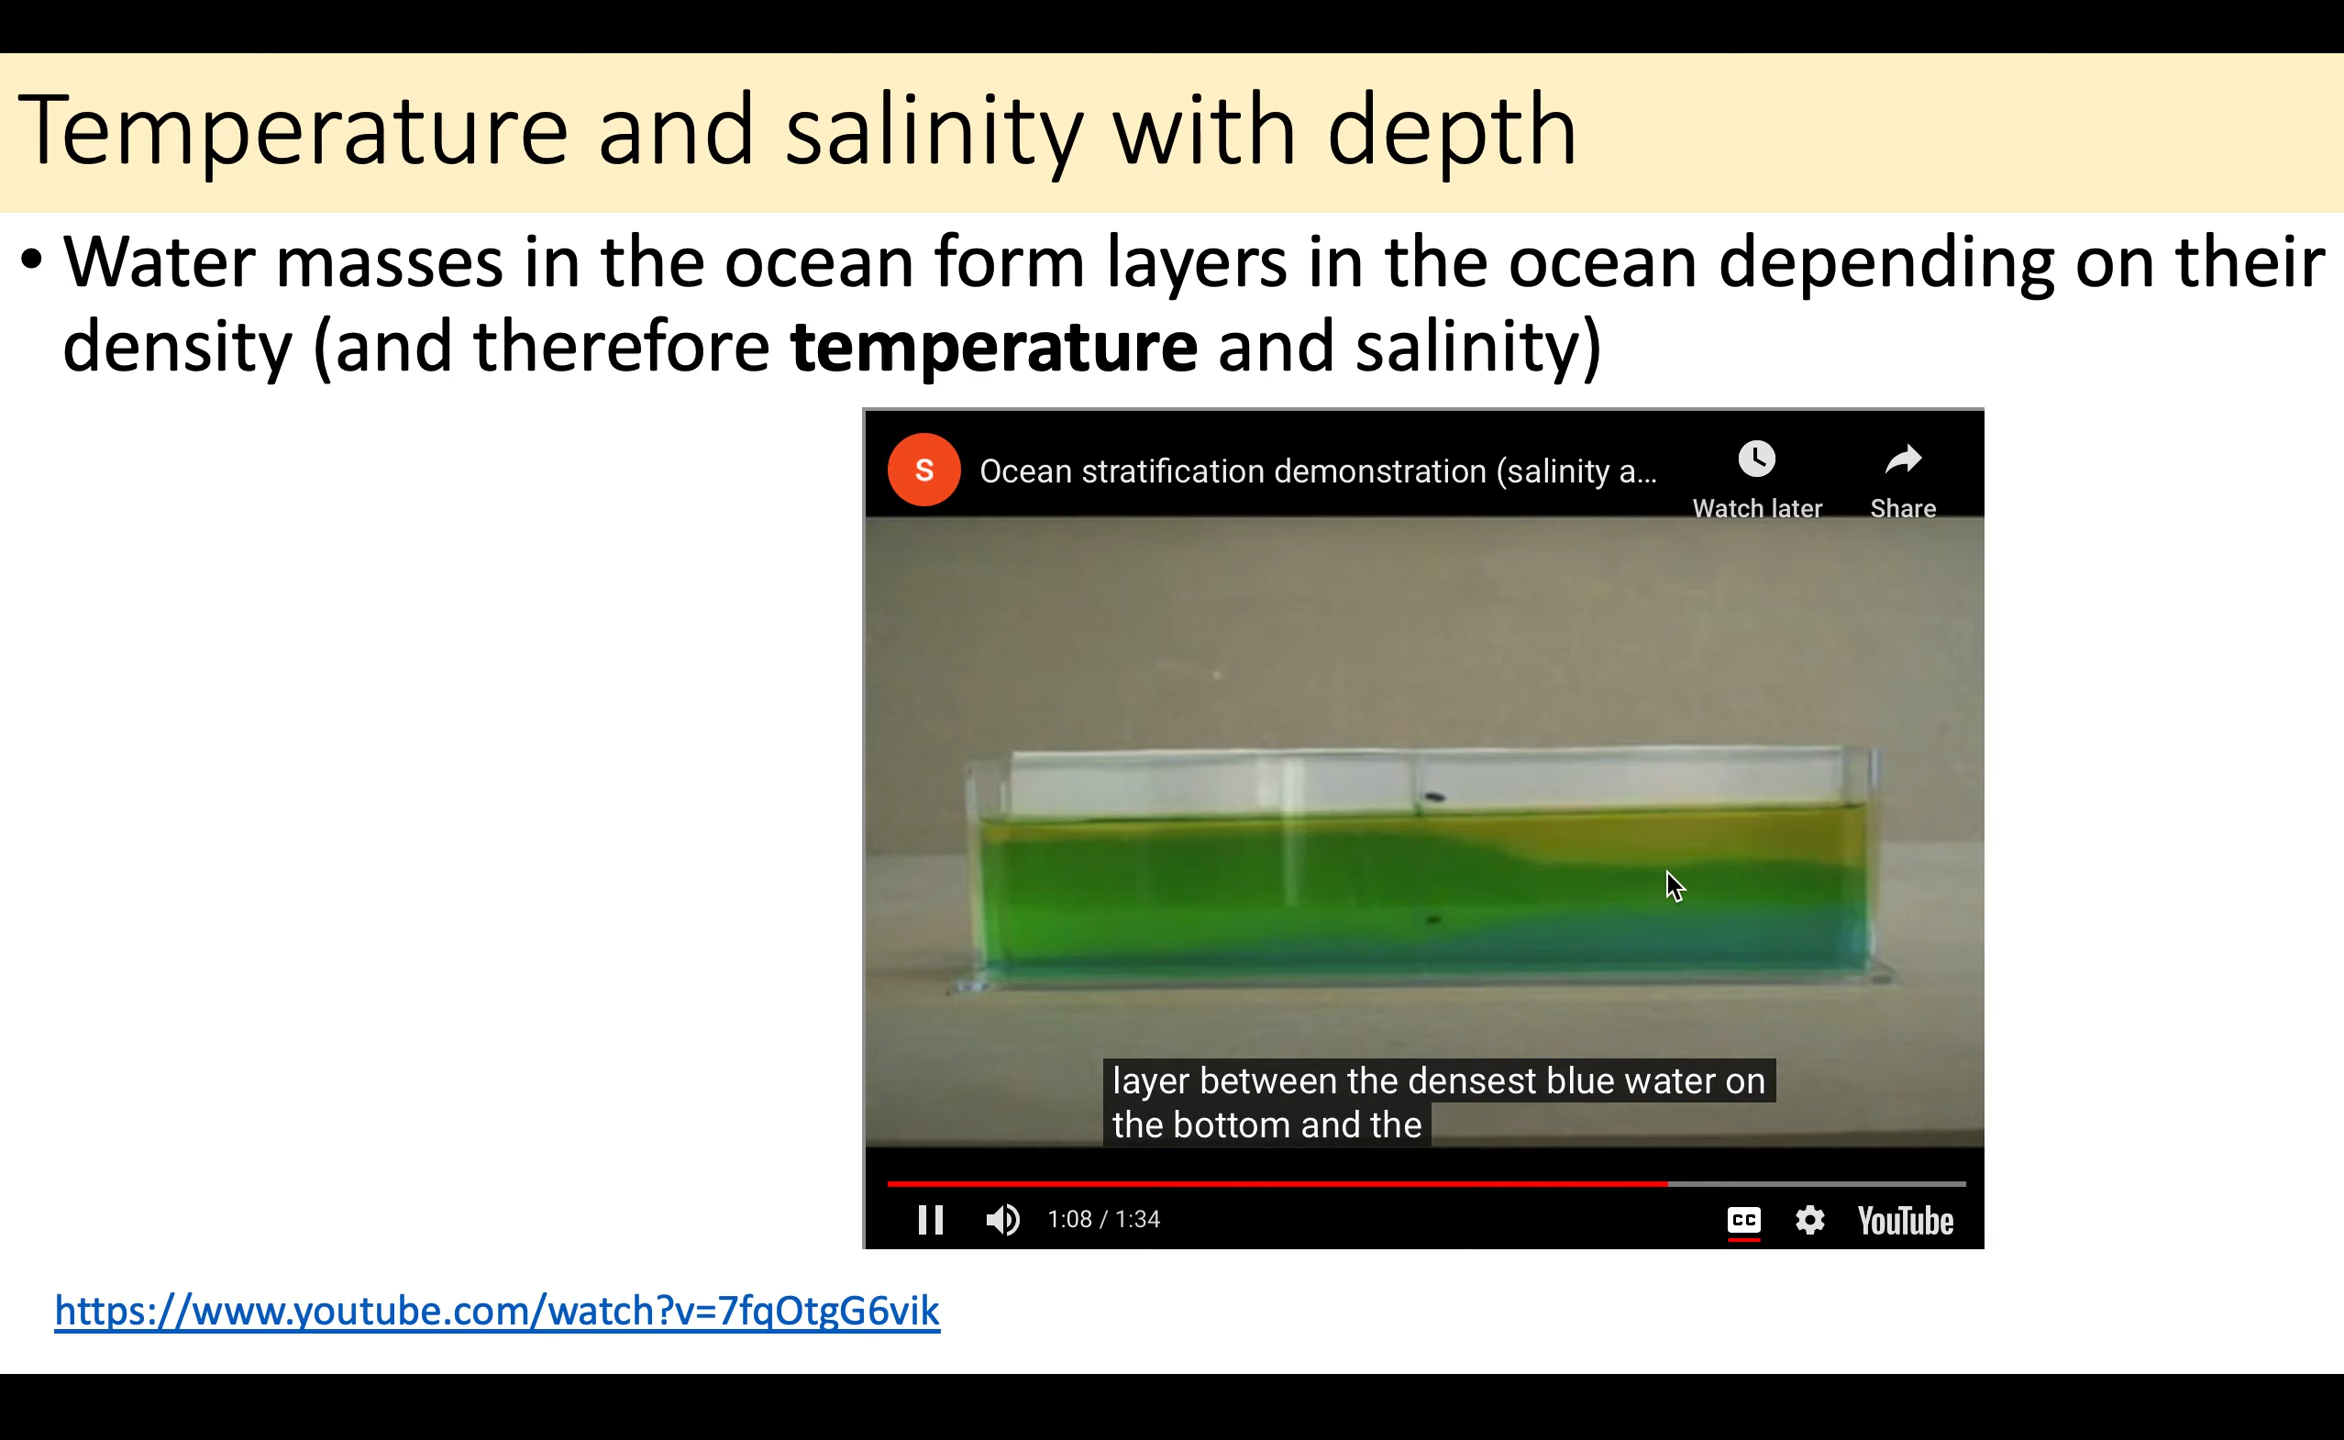 Temperature and salinity with depth
• Water masses in the ocean form layers in the ocean depending on their
density (and therefore temperature and salinity)
S
Ocean stratification demonstration (salinity a...
Watch later
Share
layer between the densest blue water on
the bottom and the
1:08 / 1:34
CC
YouTube
https://www.youtube.com/watch?v=7fqOtgG6vik